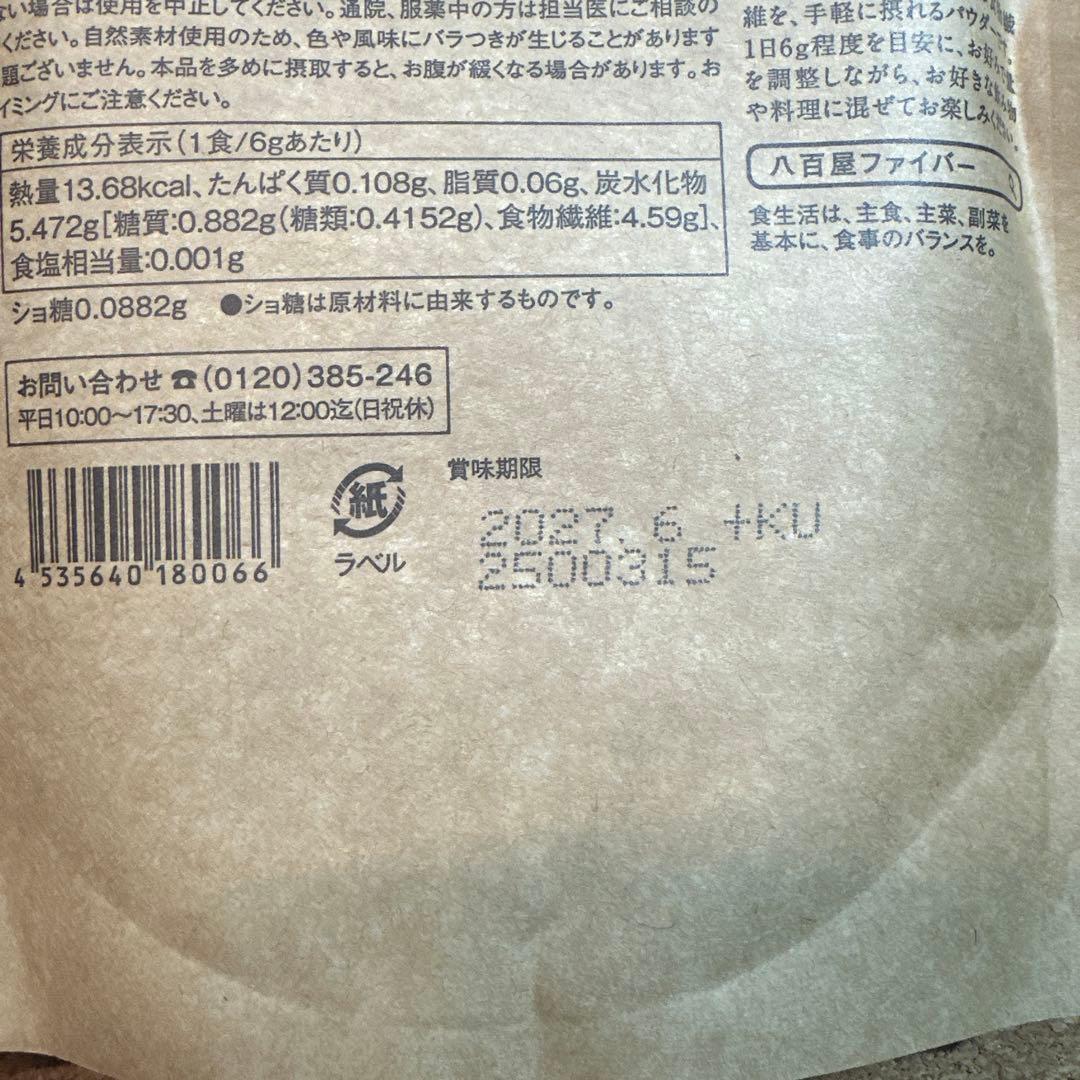 ない場合は使用を中止してください。通院、服薬中の方は担当医にご相談の
ください。自然素材使用のため、色や風味にバラつきが生じることがあります
題ございません。本品を多めに摂取すると、お腹が緩くなる場合があります。お
イミングにご注意ください。
栄養成分表示(1食/6gあたり)
熱量13.68kcal、たんぱく質0.108g、脂質0.06g、炭水化物
5.472g[糖質:0.882g(糖類:0.4152g)、食物繊維:4.59g]、
食塩相当量:0.001g
ショ糖0.0882g ●ショ糖は原材料に由来するものです。
お問い合わせ ☎(0120)385-246
平日10:00〜17:30、土曜は12:00迄(日祝休)
4 535640 180066
紙
ラベル
賞味期限
2027. 6 +KU
2500315
維を、手軽に摂れるパウダー
1日6g程度を目安に、お好みで
を調整しながら、お好きな飲み物
や料理に混ぜてお楽しみください。
八百屋ファイバー
食生活は、主食、主菜、副菜を
基本に、食事のバランスを。